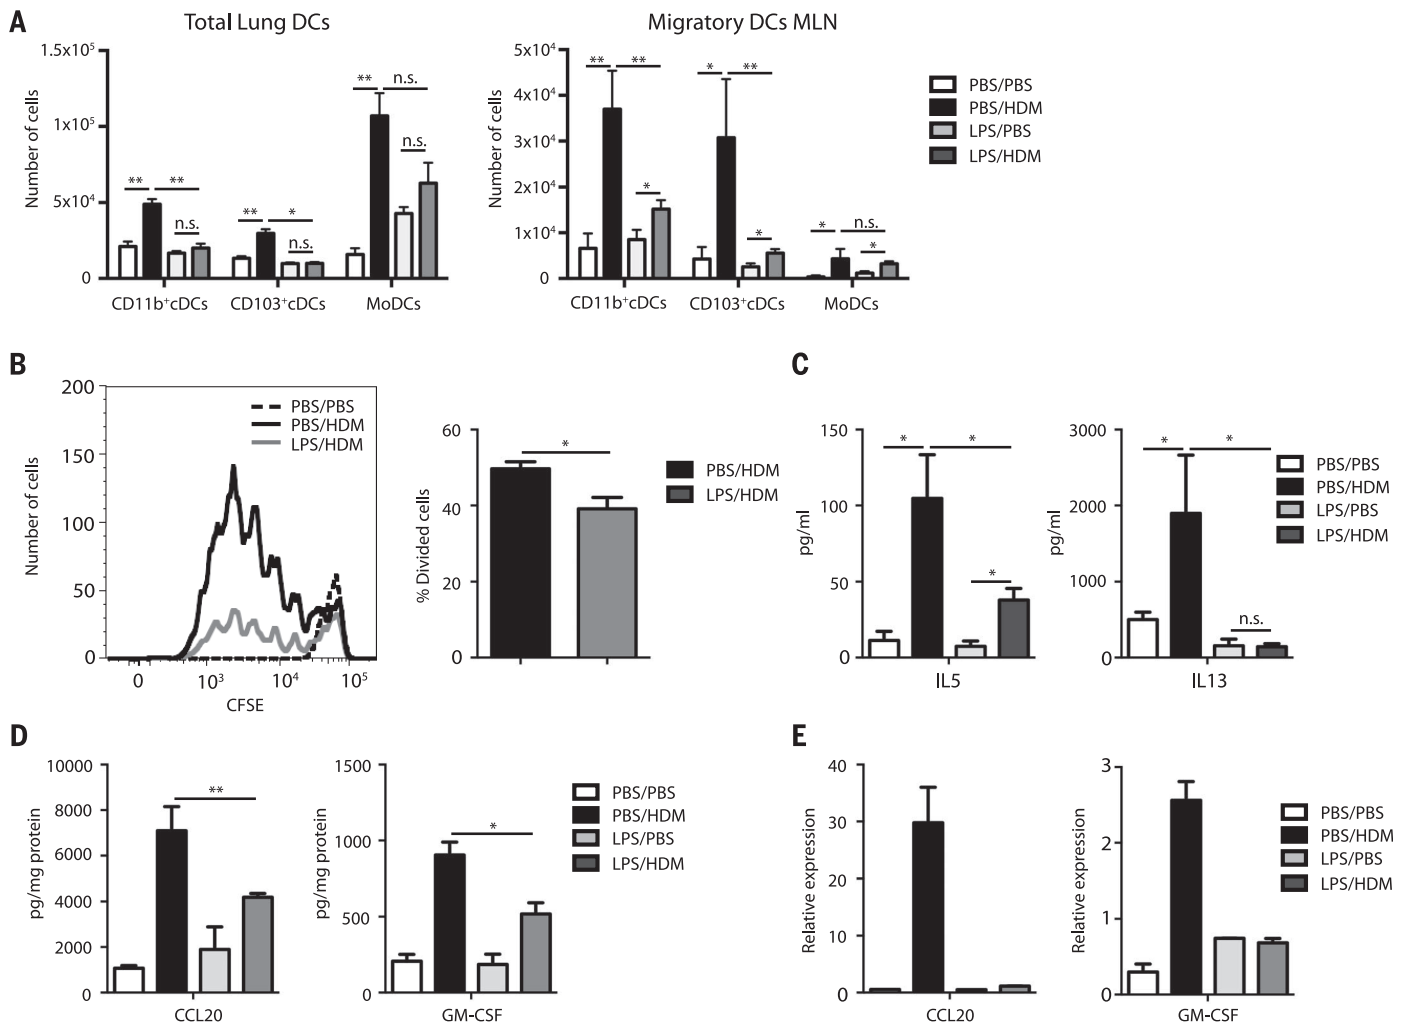 A
Total Lung DCs
Migratory DCs MLN
Number of cells
1.5x10⁵
1x10⁵
5x10⁴
0
** ** n.s.
** * n.s.
** n.s. n.s.
CD11b⁺cDCs CD103⁺cDCs MoDCs
Number of cells
5x10⁴
4x10⁴
3x10⁴
2x10⁴
1x10⁴
0
** ** *
* ** *
* n.s. *
CD11b⁺cDCs CD103⁺cDCs MoDCs
PBS/PBS
PBS/HDM
LPS/PBS
LPS/HDM
B
Number of cells
200
150
100
50
0
PBS/PBS
PBS/HDM
LPS/HDM
0 10³ 10⁴ 10⁵
CFSE
% Divided cells
60
40
20
0
*
PBS/HDM
LPS/HDM
C
pg/ml
150
100
50
0
* * *
IL5
pg/ml
3000
2000
1000
0
* * n.s.
IL13
PBS/PBS
PBS/HDM
LPS/PBS
LPS/HDM
D
pg/mg protein
10000
8000
6000
4000
2000
0
**
CCL20
pg/mg protein
1500
1000
500
0
*
GM-CSF
PBS/PBS
PBS/HDM
LPS/PBS
LPS/HDM
E
Relative expression
40
30
20
10
0
CCL20
Relative expression
3
2
1
0
GM-CSF
PBS/PBS
PBS/HDM
LPS/PBS
LPS/HDM